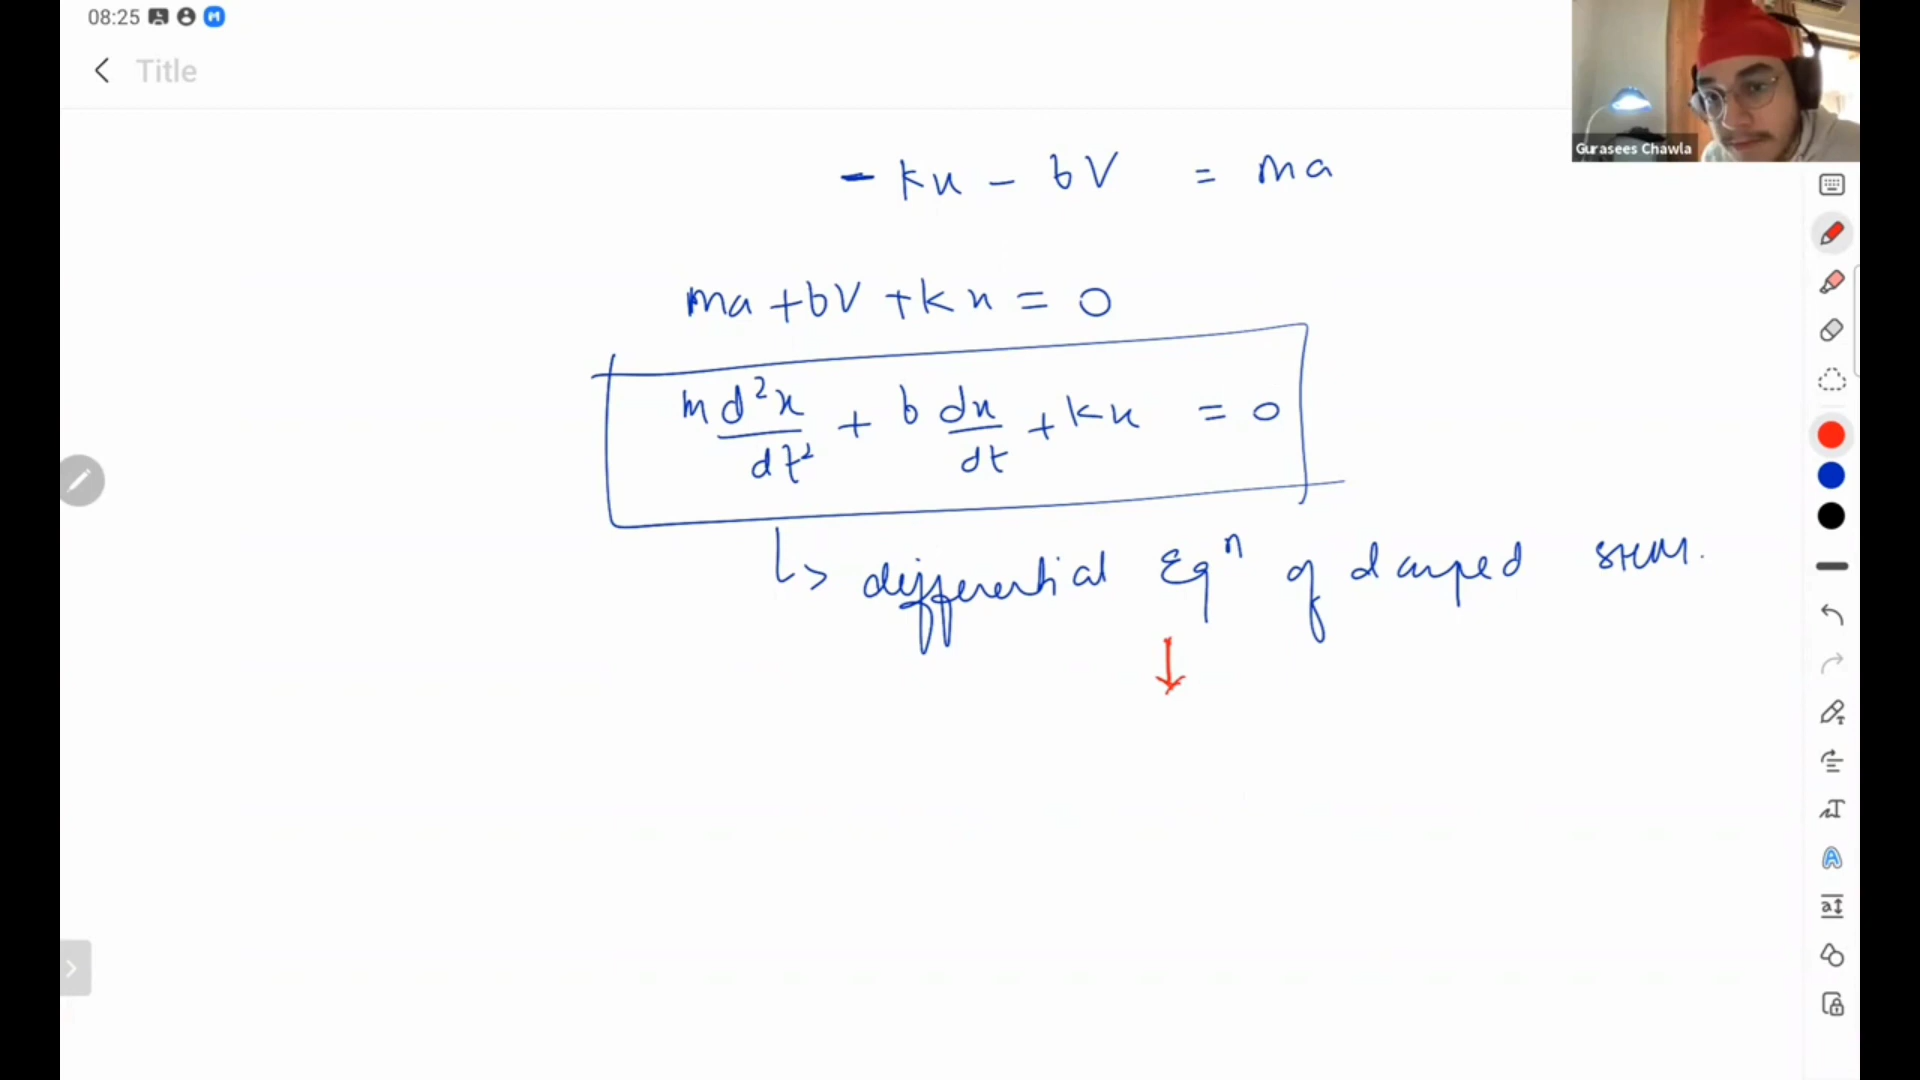 08:25
Title
Gurasees Chawla
- kx - bV = ma
ma + bV + kx = 0
m d²x/dt² + b dx/dt + kx = 0
↳ differential Eqⁿ of damped SHM.
↓